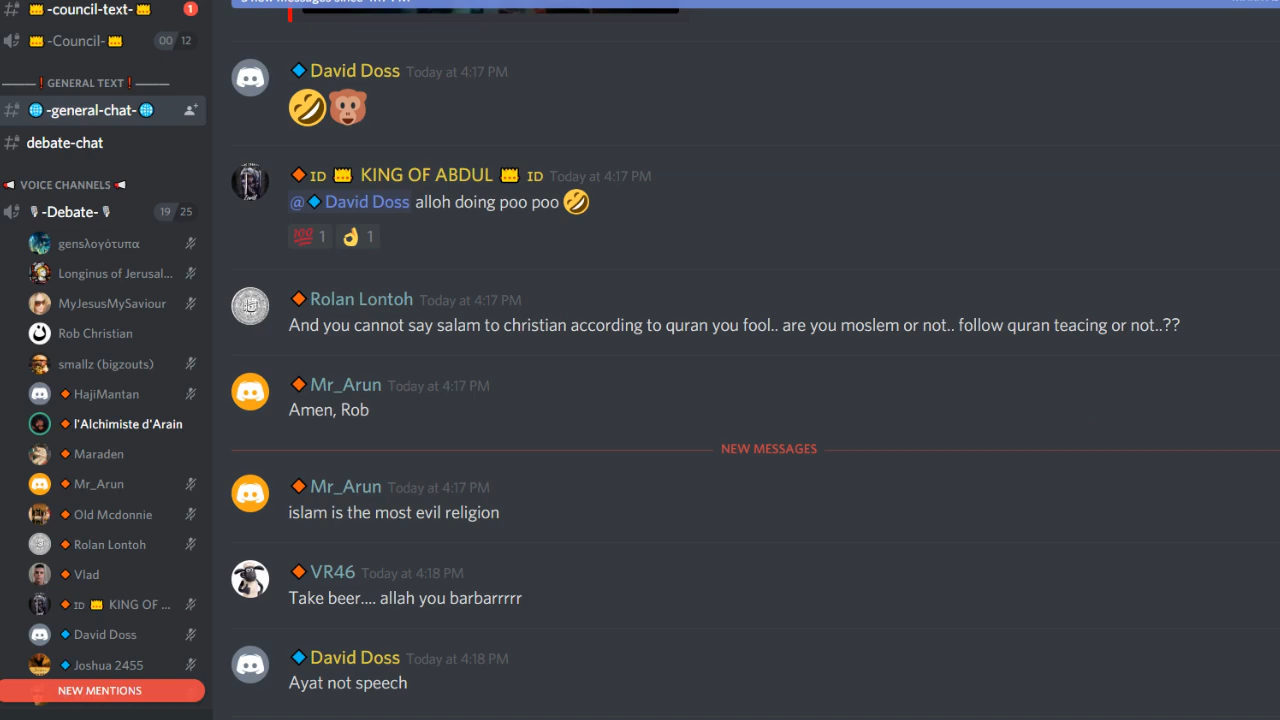 -council-text-
1
-Council-
00 12
GENERAL TEXT
-general-chat-
debate-chat
VOICE CHANNELS
-Debate-
19 25
gensλογότυπα
Longinus of Jerusal...
MyJesusMySaviour
Rob Christian
smallz (bigzouts)
HajiMantan
l'Alchimiste d'Arain
Maraden
Mr_Arun
Old Mcdonnie
Rolan Lontoh
Vlad
ID KING OF ...
David Doss
Joshua 2455
NEW MENTIONS
David Doss Today at 4:17 PM
ID KING OF ABDUL ID Today at 4:17 PM
@David Doss alloh doing poo poo
1 1
Rolan Lontoh Today at 4:17 PM
And you cannot say salam to christian according to quran you fool.. are you moslem or not.. follow quran teacing or not..??
Mr_Arun Today at 4:17 PM
Amen, Rob
NEW MESSAGES
Mr_Arun Today at 4:17 PM
islam is the most evil religion
VR46 Today at 4:18 PM
Take beer.... allah you barbarrrrr
David Doss Today at 4:18 PM
Ayat not speech